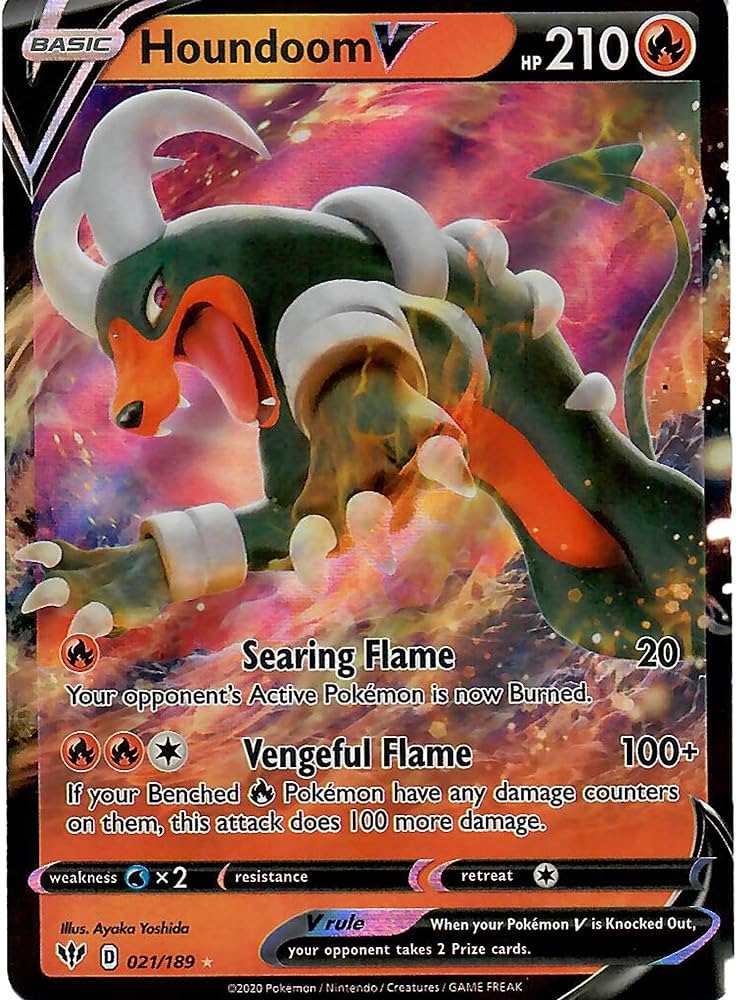 BASIC Houndoom V HP 210
Searing Flame 20
Your opponent's Active Pokémon is now Burned.
Vengeful Flame 100+
If your Benched Pokémon have any damage counters
on them, this attack does 100 more damage.
weakness ×2 resistance retreat
Illus. Ayaka Yoshida
V rule When your Pokémon V is Knocked Out,
your opponent takes 2 Prize cards.
D 021/189
©2020 Pokémon / Nintendo / Creatures / GAME FREAK